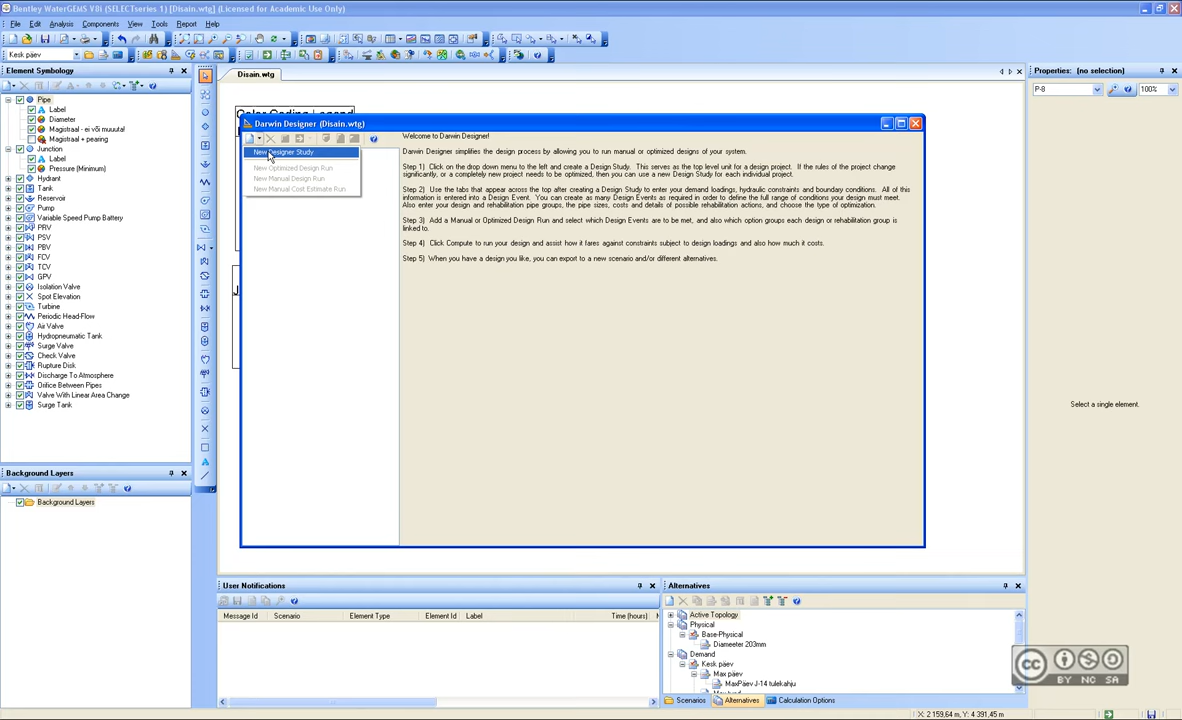 Bentley WaterGEMS V8i (SELECTseries 1) [Disain.wtg] (Licensed for Academic Use Only)
File Edit Analysis Components View Tools Report Help
Kesk päev
Element Symbology
Pipe
Label
Diameter
Magistraal - ei või muuuta!
Magistraal + pearing
Junction
Label
Pressure (Minimum)
Hydrant
Tank
Reservoir
Pump
Variable Speed Pump Battery
PRV
PSV
PBV
FCV
TCV
GPV
Isolation Valve
Spot Elevation
Turbine
Periodic Head-Flow
Air Valve
Hydropneumatic Tank
Surge Valve
Check Valve
Rupture Disk
Discharge To Atmosphere
Orifice Between Pipes
Valve With Linear Area Change
Surge Tank
Background Layers
Background Layers
Disain.wtg
Color Coding Legend
J
Darwin Designer (Disain.wtg)
New Designer Study
New Optimized Design Run
New Manual Design Run
New Manual Cost Estimate Run
Welcome to Darwin Designer!
Darwin Designer simplifies the design process by allowing you to run manual or optimized designs of your system.
Step 1) Click on the drop down menu to the left and create a Design Study. This serves as the top level unit for a design project. If the rules of the project change
significantly, or a completely new project needs to be optimized, then you can use a new Design Study for each individual project.
Step 2) Use the tabs that appear across the top after creating a Design Study to enter your demand loadings, hydraulic constraints and boundary conditions. All of this
information is entered into a Design Event. You can create as many Design Events as required in order to define the full range of conditions your design must meet.
Also enter your design and rehabilitation pipe groups, the pipe sizes, costs and details of possible rehabilitation actions, and choose the type of optimization.
Step 3) Add a Manual or Optimized Design Run and select which Design Events are to be met, and also which option groups each design or rehabilitation group is
linked to.
Step 4) Click Compute to run your design and assist how it fares against constraints subject to design loadings and also how much it costs.
Step 5) When you have a design you like, you can export to a new scenario and/or different alternatives.
Properties: (no selection)
P-8
100%
Select a single element.
User Notifications
Message Id Scenario Element Type Element Id Label Time (hours)
Alternatives
Active Topology
Physical
Base-Physical
Diameeter 203mm
Demand
Kesk päev
Max päev
MaxPäev J-14 tulekahju
Scenarios Alternatives Calculation Options
X: 2 159,64 m, Y: 4 391,45 m
CC BY NC SA